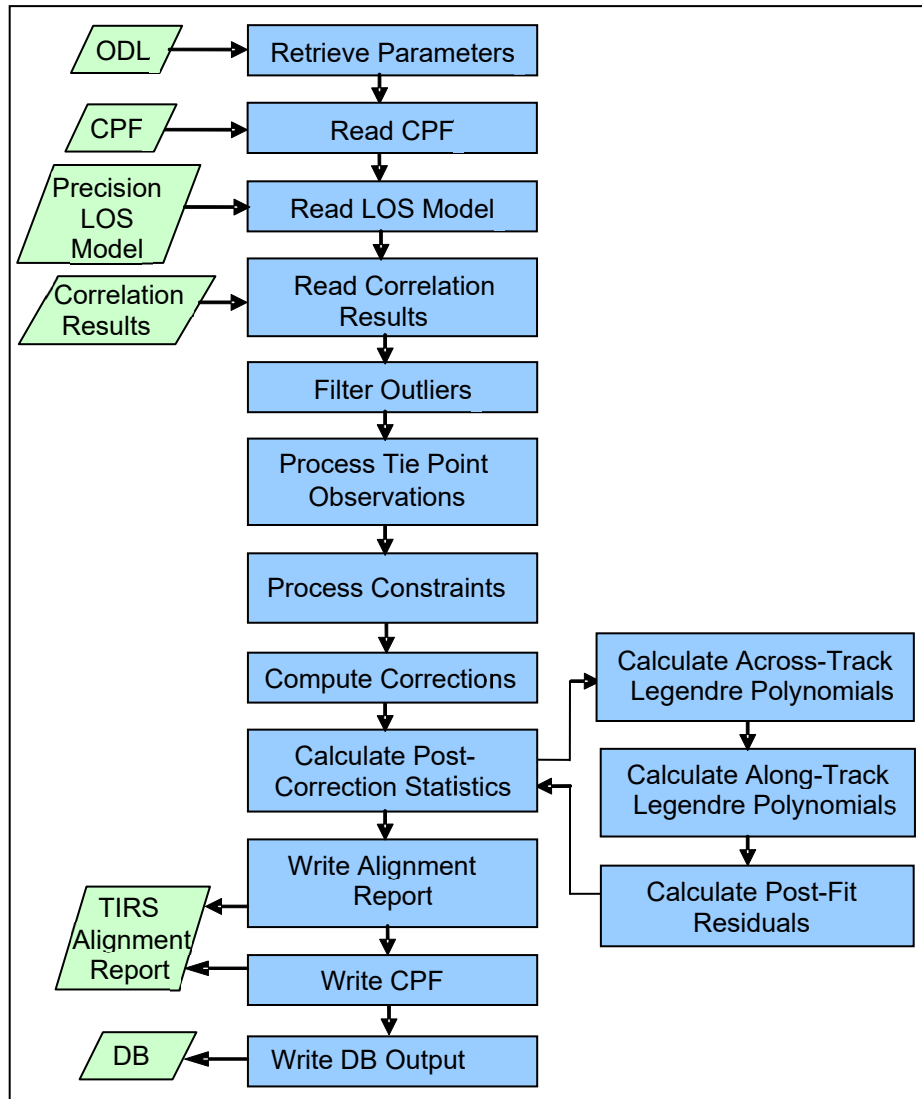 ODL
Retrieve Parameters
CPF
Read CPF
Precision
LOS
Model
Read LOS Model
Correlation
Results
Read Correlation
Results
Filter Outliers
Process Tie Point
Observations
Process Constraints
Compute Corrections
Calculate Post-
Correction Statistics
Calculate Across-Track
Legendre Polynomials
Calculate Along-Track
Legendre Polynomials
Calculate Post-Fit
Residuals
Write Alignment
Report
TIRS
Alignment
Report
Write CPF
DB
Write DB Output